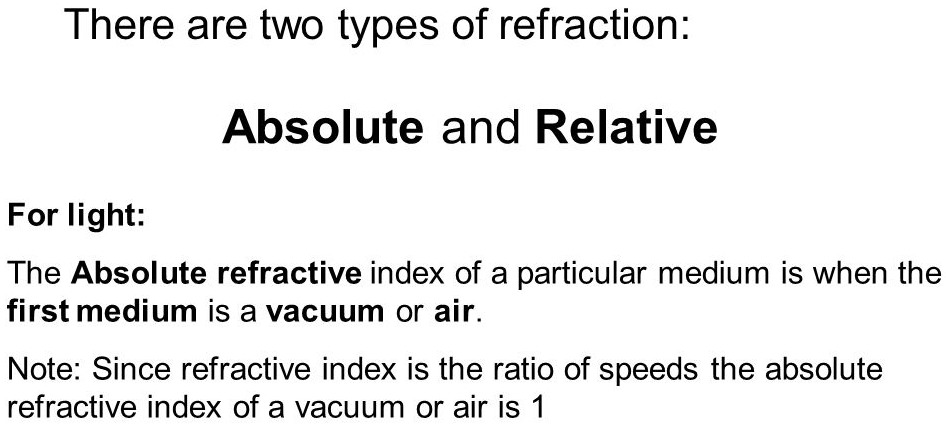 There are two types of refraction:
Absolute and Relative
For light:
The Absolute refractive index of a particular medium is when the
first medium is a vacuum or air.
Note: Since refractive index is the ratio of speeds the absolute
refractive index of a vacuum or air is 1